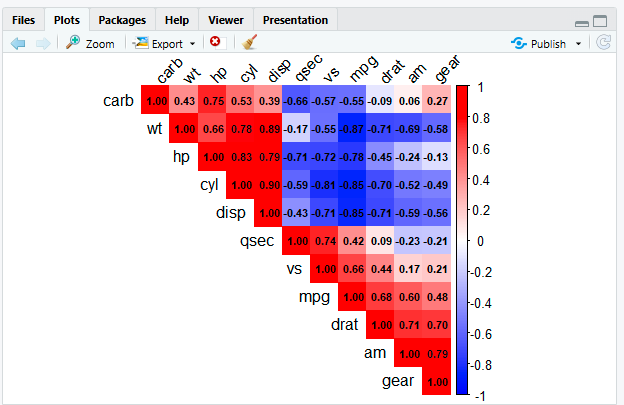 Files Plots Packages Help Viewer Presentation
Zoom Export Publish
carb wt hp cyl disp qsec vs mpg drat am gear
carb 1.00 0.43 0.75 0.53 0.39 -0.66 -0.57 -0.55 -0.09 0.06 0.27
wt 1.00 0.66 0.78 0.89 -0.17 -0.55 -0.87 -0.71 -0.69 -0.58
hp 1.00 0.83 0.79 -0.71 -0.72 -0.78 -0.45 -0.24 -0.13
cyl 1.00 0.90 -0.59 -0.81 -0.85 -0.70 -0.52 -0.49
disp 1.00 -0.43 -0.71 -0.85 -0.71 -0.59 -0.56
qsec 1.00 0.74 0.42 0.09 -0.23 -0.21
vs 1.00 0.66 0.44 0.17 0.21
mpg 1.00 0.68 0.60 0.48
drat 1.00 0.71 0.70
am 1.00 0.79
gear 1.00
1
0.8
0.6
0.4
0.2
0
-0.2
-0.4
-0.6
-0.8
-1